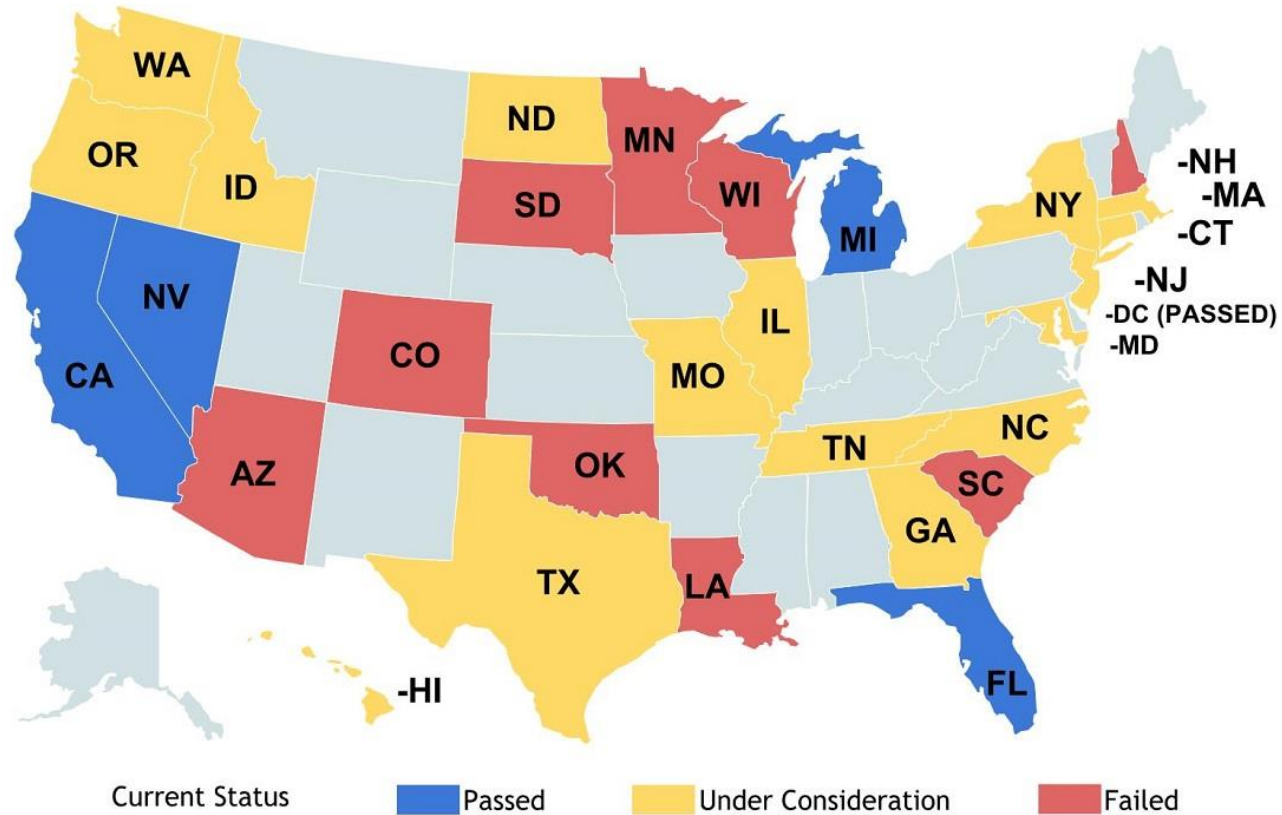 WA
ND
MN
OR
ID
SD
WI
-NH
-MA
NY
MI
-CT
NV
-NJ
-DC (PASSED)
IL
-MD
CO
CA
MO
NC
TN
AZ
OK
SC
GA
TX
LA
-HI
FL
Current Status
Passed
Under Consideration
Failed